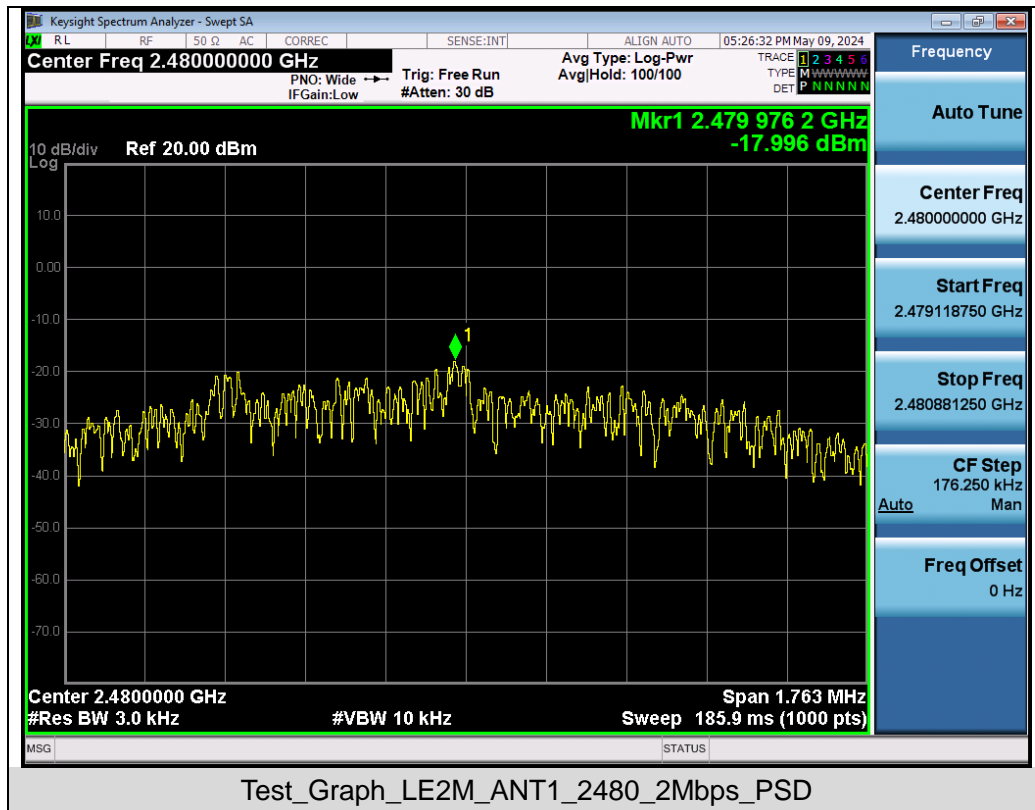 Keysight Spectrum Analyzer - Swept SA
LXI RL RF 50 Ω AC CORREC SENSE:INT ALIGN AUTO 05:26:32 PM May 09, 2024
Center Freq 2.480000000 GHz
PNO: Wide
IFGain:Low
Trig: Free Run
#Atten: 30 dB
Avg Type: Log-Pwr
Avg|Hold: 100/100
TRACE 1 2 3 4 5 6
TYPE M WWWWW
DET P N N N N N
Mkr1 2.479 976 2 GHz
-17.996 dBm
10 dB/div Ref 20.00 dBm
Log
10.0
0.00
-10.0
-20.0
-30.0
-40.0
-50.0
-60.0
-70.0
1
Center 2.4800000 GHz Span 1.763 MHz
#Res BW 3.0 kHz #VBW 10 kHz Sweep 185.9 ms (1000 pts)
MSG STATUS
Frequency
Auto Tune
Center Freq
2.480000000 GHz
Start Freq
2.479118750 GHz
Stop Freq
2.480881250 GHz
CF Step
176.250 kHz
Auto Man
Freq Offset
0 Hz
Test_Graph_LE2M_ANT1_2480_2Mbps_PSD